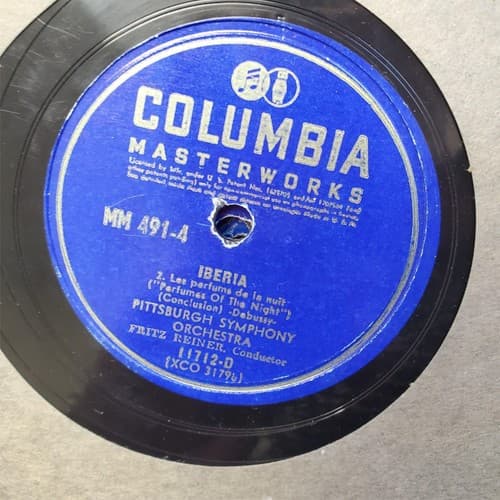 COLUMBIA
MASTERWORKS
MM 491-4
IBERIA
2. Les perfums de la nuit
("Perfumes Of The Night")
(Conclusion) -Debussy-
PITTSBURGH SYMPHONY
ORCHESTRA
FRITZ REINER, Conductor
11712-D
(XCO 31796)